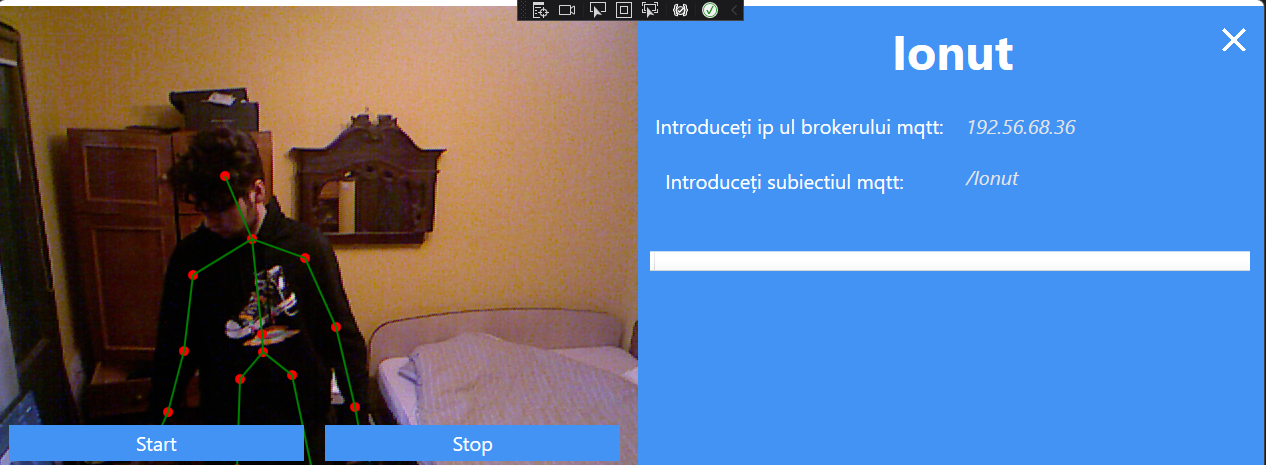 Ionut
Introduceți ip ul brokerului mqtt: 192.56.68.36
Introduceți subiectiul mqtt: /Ionut
Start Stop